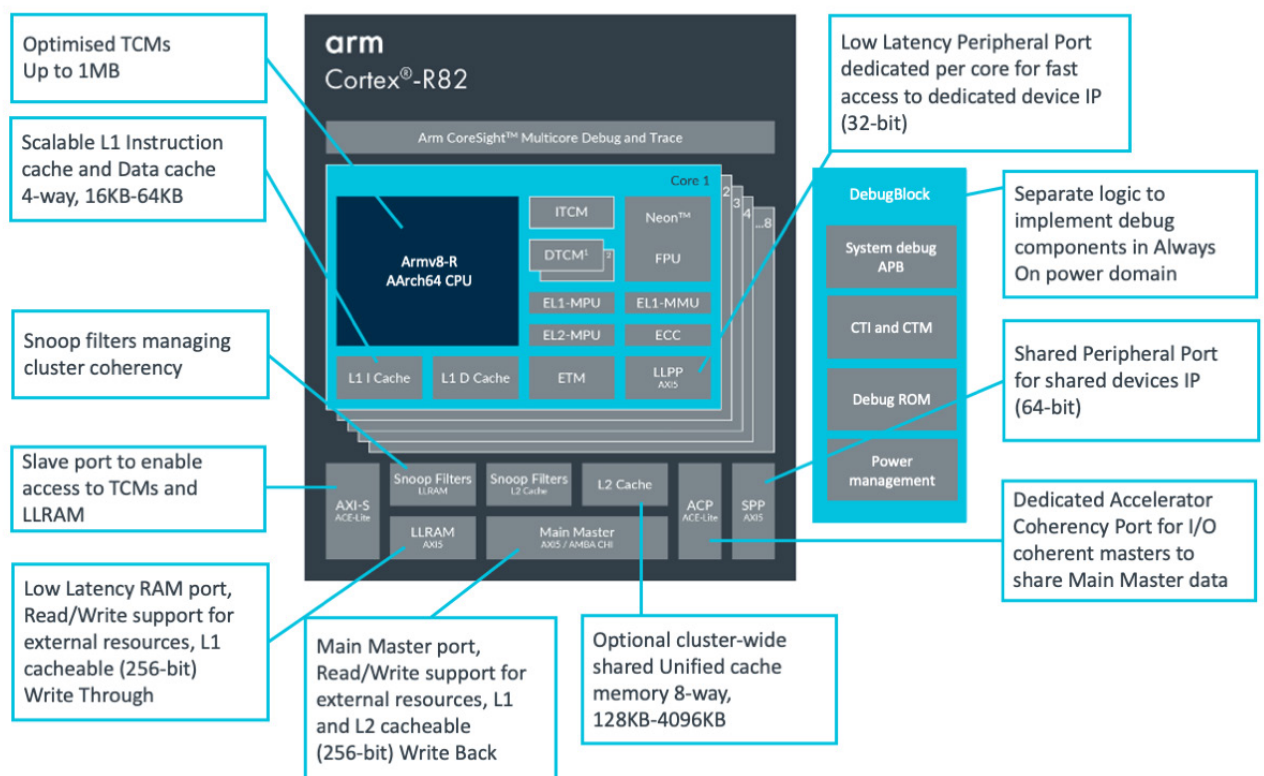 Optimised TCMs
Up to 1MB
Scalable L1 Instruction
cache and Data cache
4-way, 16KB-64KB
Snoop filters managing
cluster coherency
Slave port to enable
access to TCMs and
LLRAM
Low Latency RAM port,
Read/Write support for
external resources, L1
cacheable (256-bit)
Write Through
arm
Cortex®-R82
Arm CoreSight™ Multicore Debug and Trace
Core 1
2
3
4
...8
Armv8-R
AArch64 CPU
ITCM
DTCM¹
2
Neon™
FPU
EL1-MPU
EL1-MMU
EL2-MPU
ECC
L1 I Cache
L1 D Cache
ETM
LLPP
AXI5
AXI-S
ACE-Lite
Snoop Filters
LLRAM
Snoop Filters
L2 Cache
L2 Cache
LLRAM
AXI5
Main Master
AXI5 / AMBA CHI
ACP
ACE-Lite
SPP
AXI5
Main Master port,
Read/Write support for
external resources, L1
and L2 cacheable
(256-bit) Write Back
Optional cluster-wide
shared Unified cache
memory 8-way,
128KB-4096KB
Low Latency Peripheral Port
dedicated per core for fast
access to dedicated device IP
(32-bit)
DebugBlock
System debug
APB
CTI and CTM
Debug ROM
Power
management
Separate logic to
implement debug
components in Always
On power domain
Shared Peripheral Port
for shared devices IP
(64-bit)
Dedicated Accelerator
Coherency Port for I/O
coherent masters to
share Main Master data